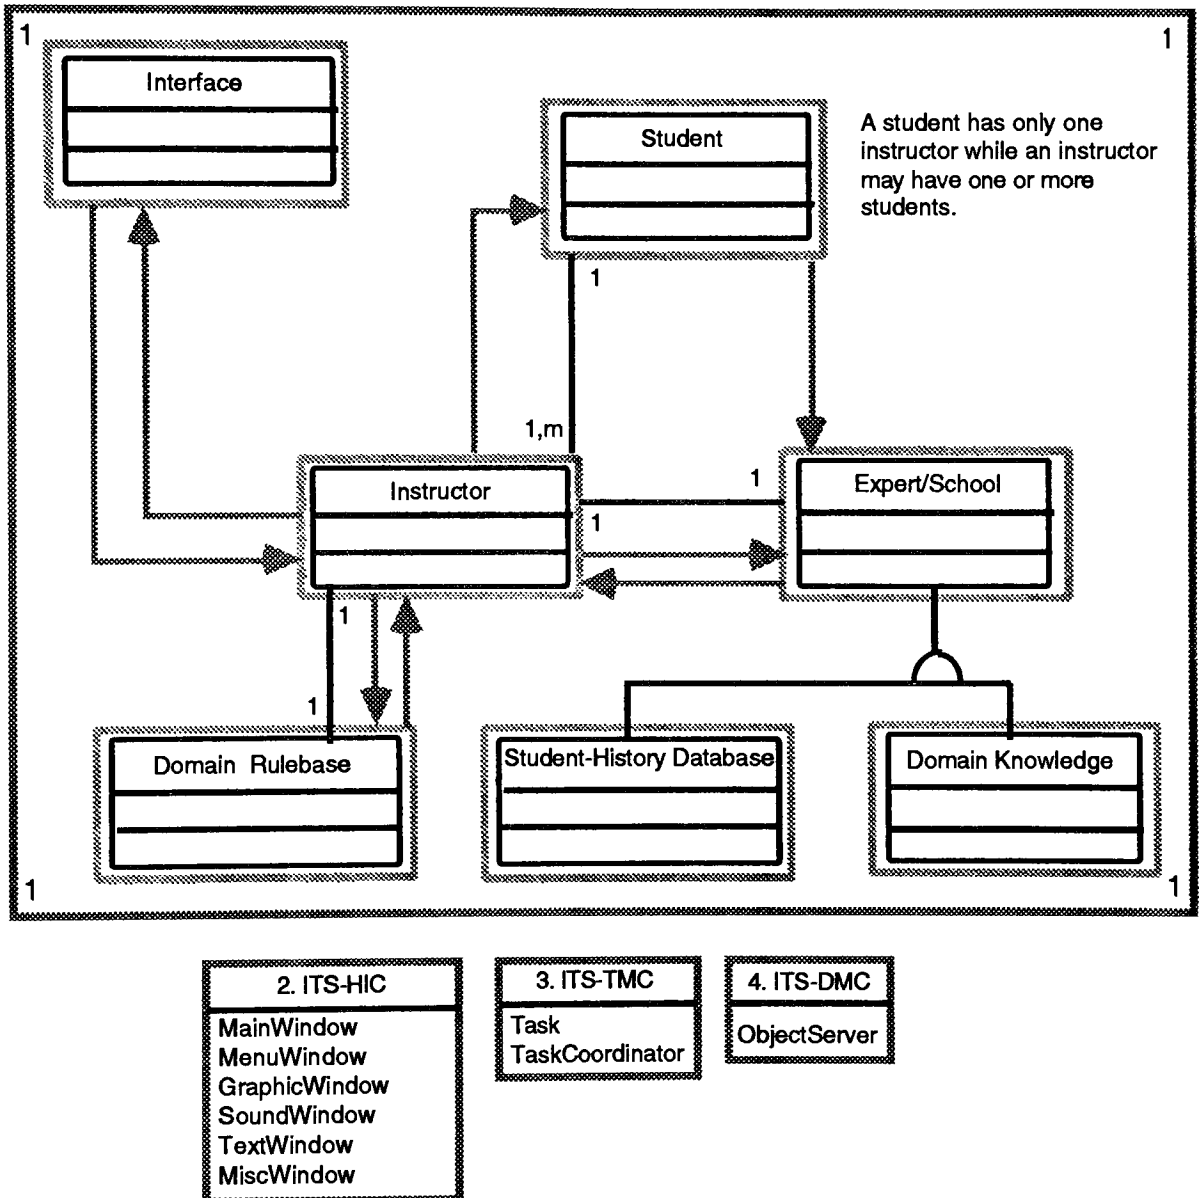 1
1
Interface
Student
A student has only one
instructor while an instructor
may have one or more
students.
1
1,m
Instructor
1
Expert/School
1
1
1
Domain Rulebase
Student-History Database
Domain Knowledge
1
1
2. ITS-HIC
MainWindow
MenuWindow
GraphicWindow
SoundWindow
TextWindow
MiscWindow
3. ITS-TMC
Task
TaskCoordinator
4. ITS-DMC
ObjectServer